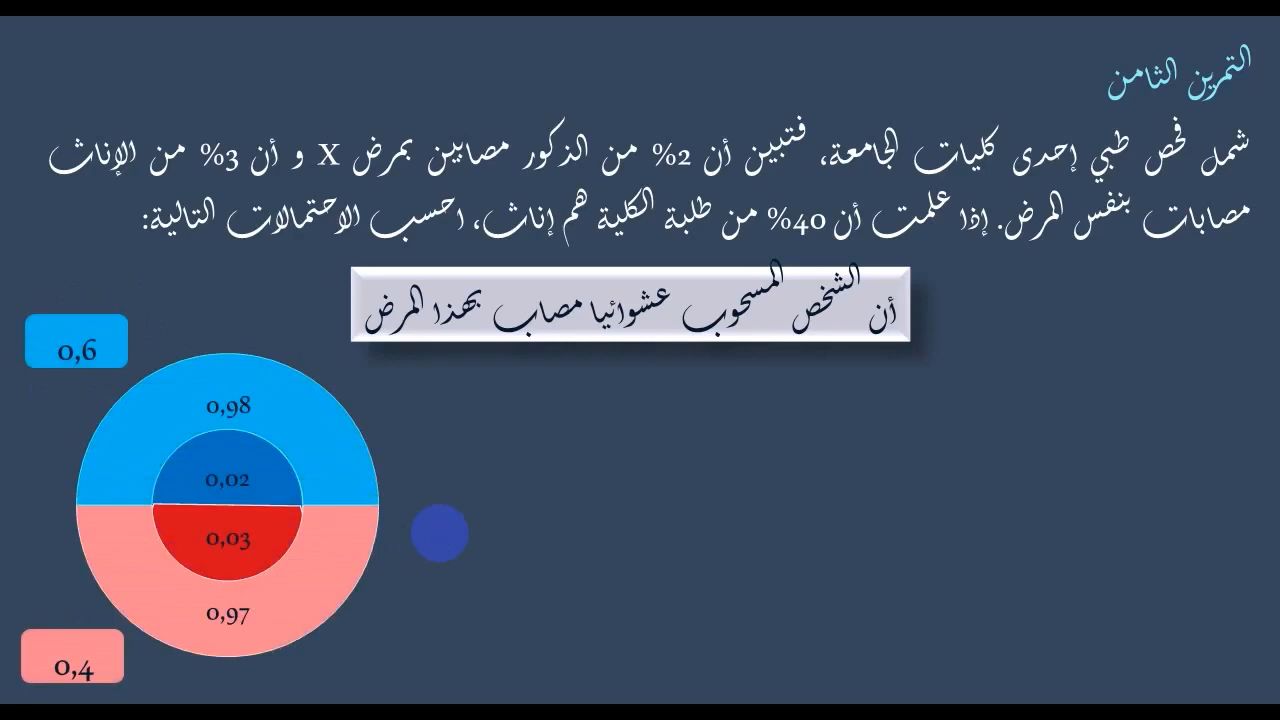 التمرين الثامن
شمل فحص طبي إحدى كليات الجامعة، فتبين أن 2% من الذكور مصابين بمرض X و أن 3% من الإناث
مصابات بنفس المرض. إذا علمت أن 40% من طلبة الكلية هم إناث، احسب الاحتمالات التالية:
أن الشخص المسحوب عشوائيا مصاب بهذا المرض
0,6
0,98
0,02
0,03
0,97
0,4